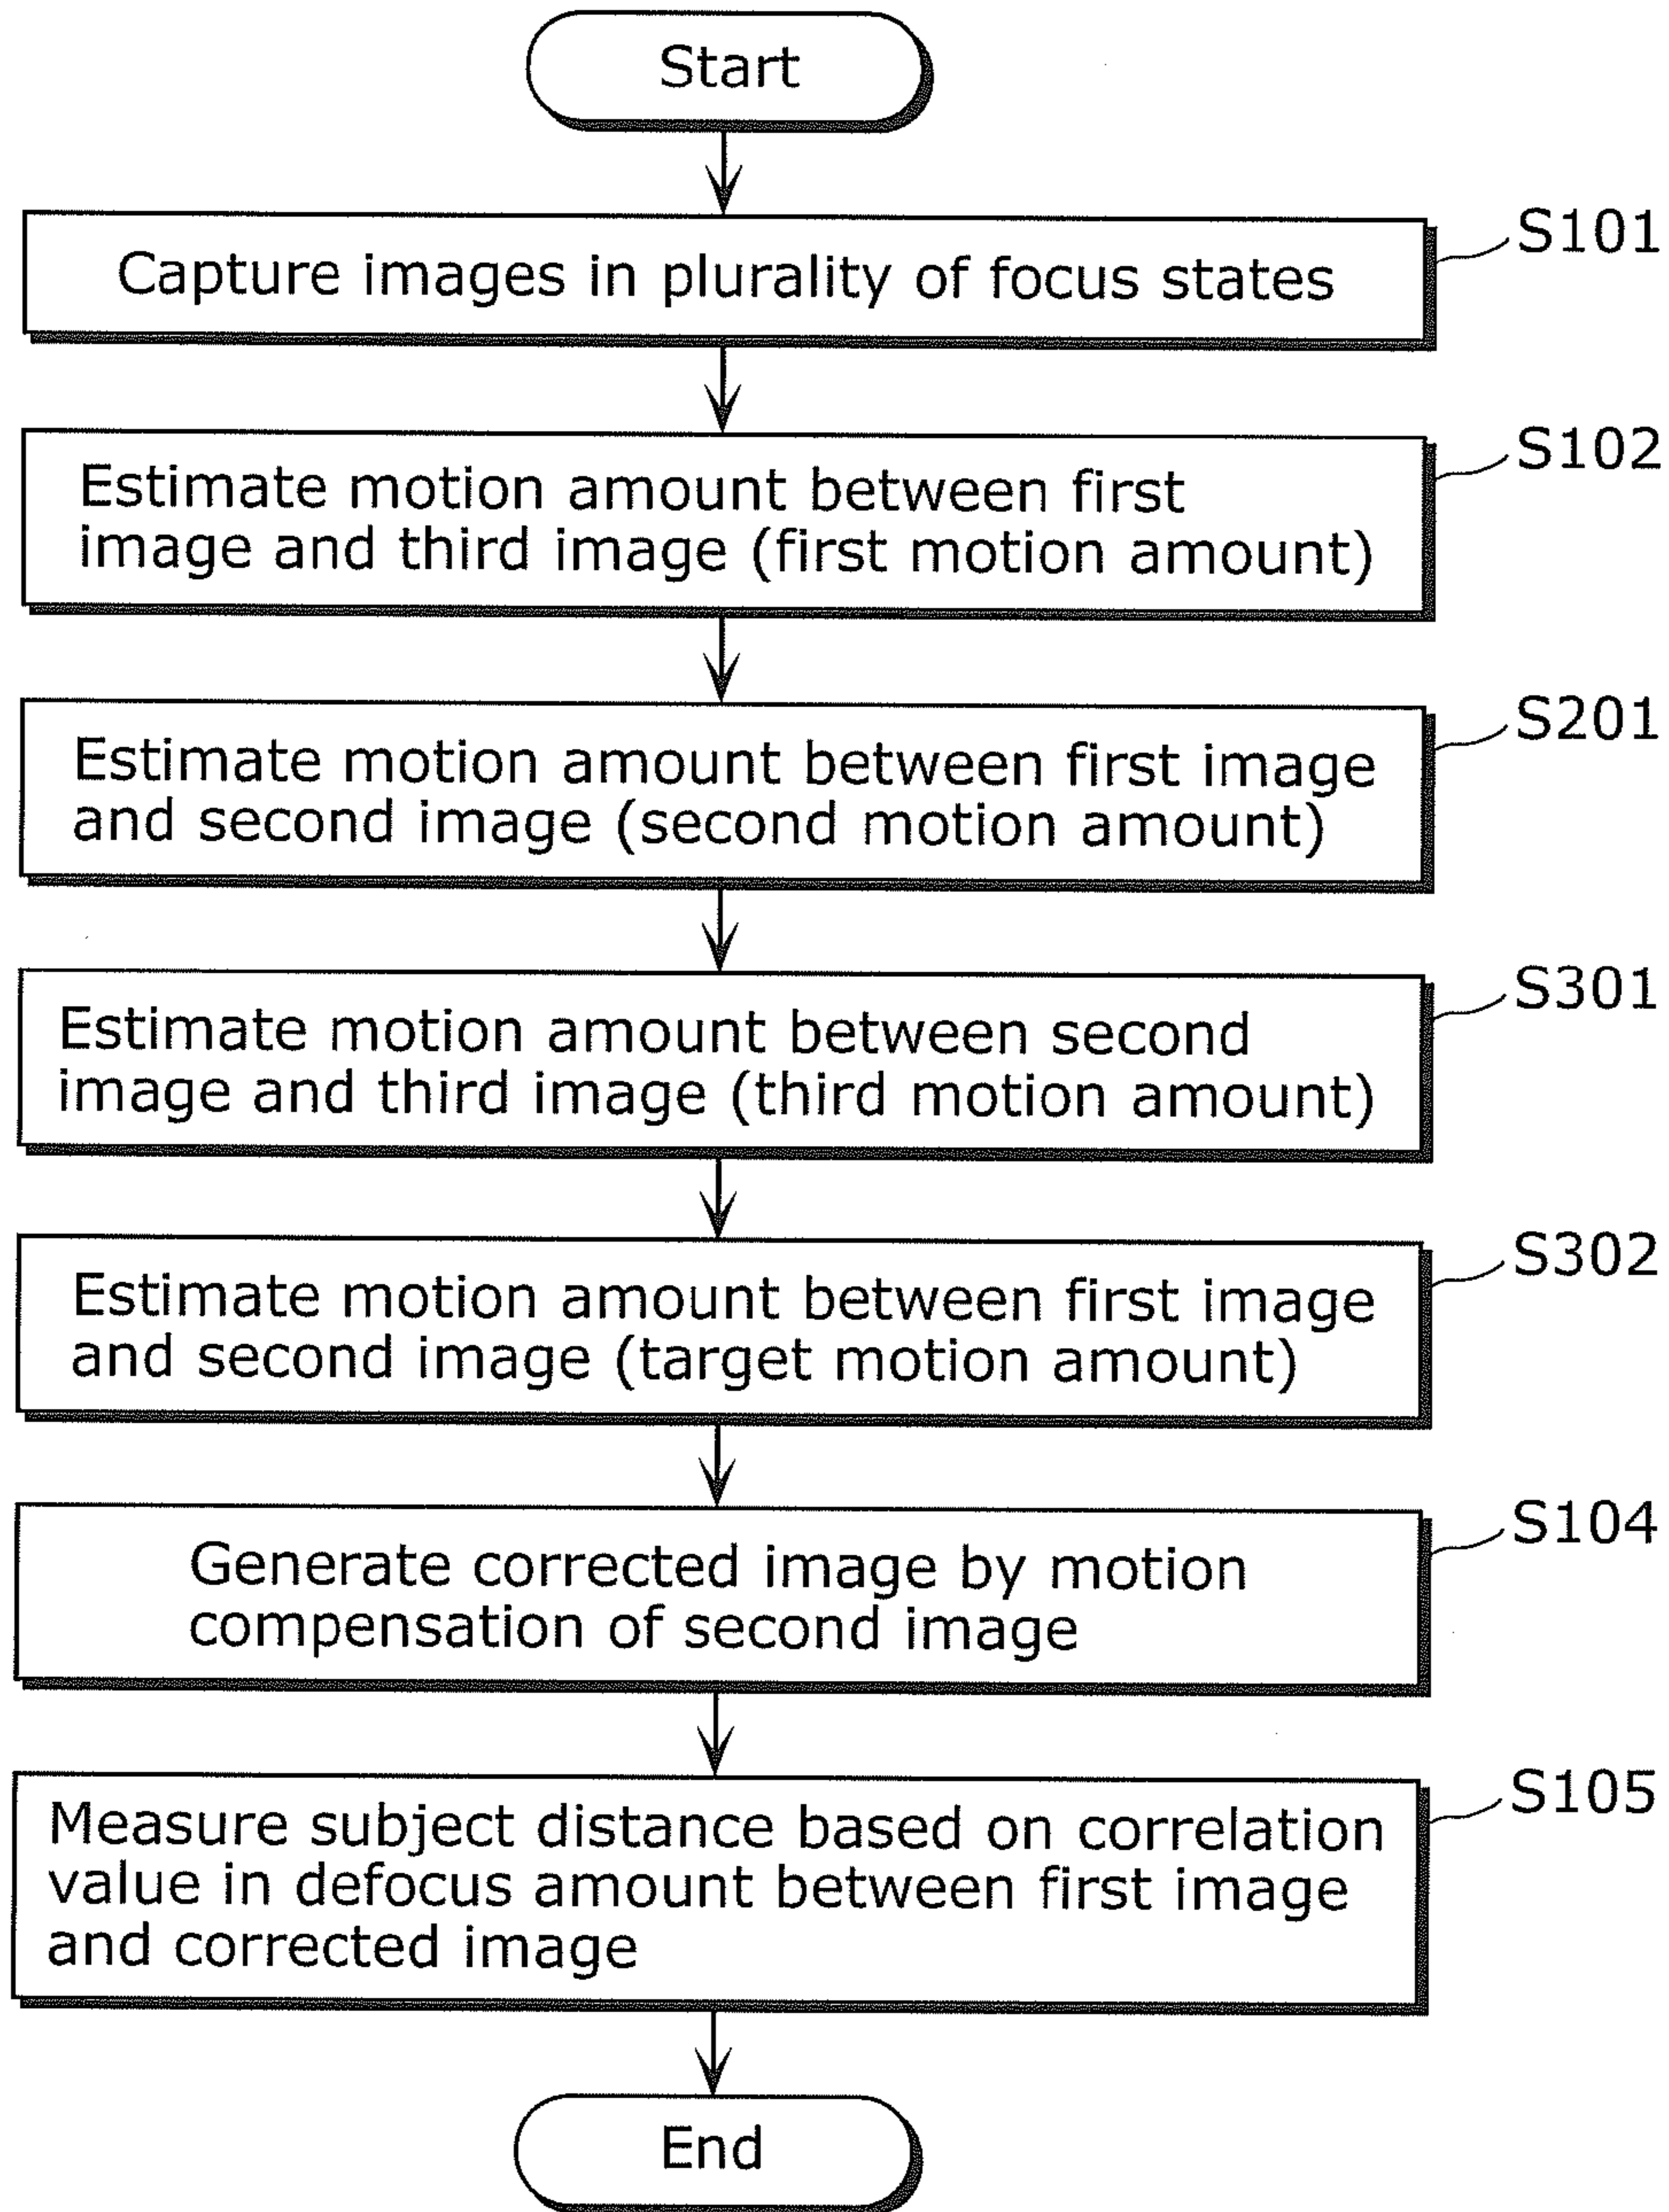 Start
Capture images in plurality of focus states
S101
Estimate motion amount between first
image and third image (first motion amount)
S102
Estimate motion amount between first image
and second image (second motion amount)
S201
Estimate motion amount between second
image and third image (third motion amount)
S301
Estimate motion amount between first image
and second image (target motion amount)
S302
Generate corrected image by motion
compensation of second image
S104
Measure subject distance based on correlation
value in defocus amount between first image
and corrected image
S105
End